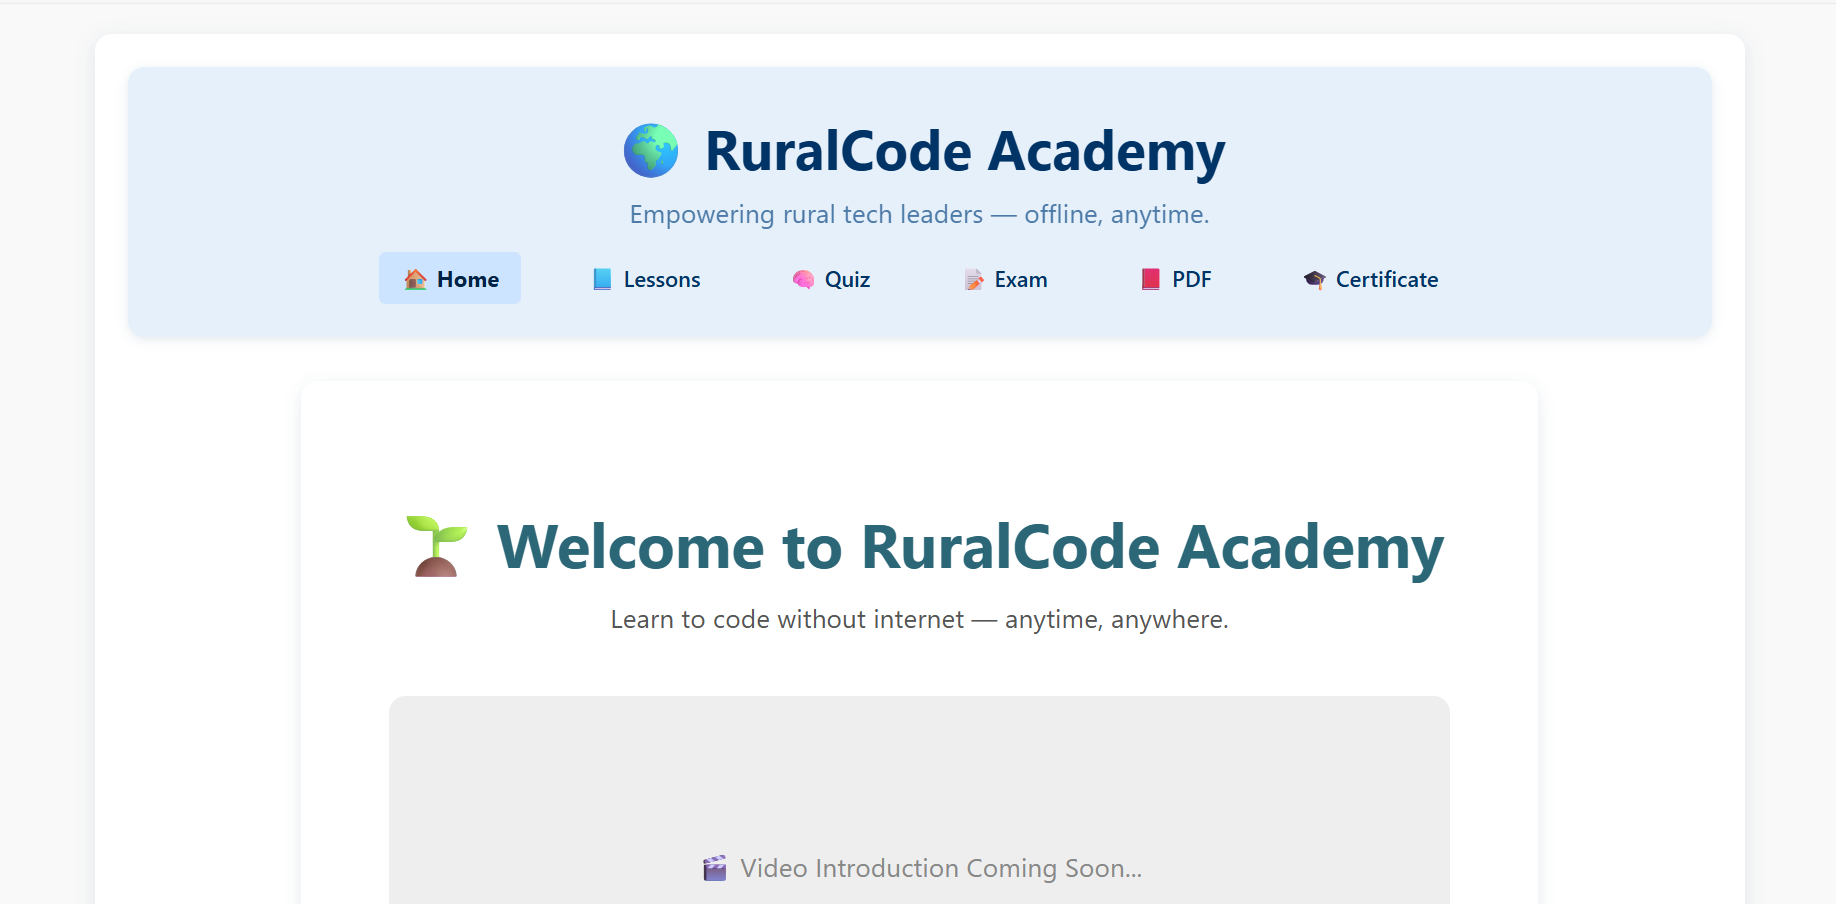 RuralCode Academy
Empowering rural tech leaders — offline, anytime.
Home Lessons Quiz Exam PDF Certificate
Welcome to RuralCode Academy
Learn to code without internet — anytime, anywhere.
Video Introduction Coming Soon...